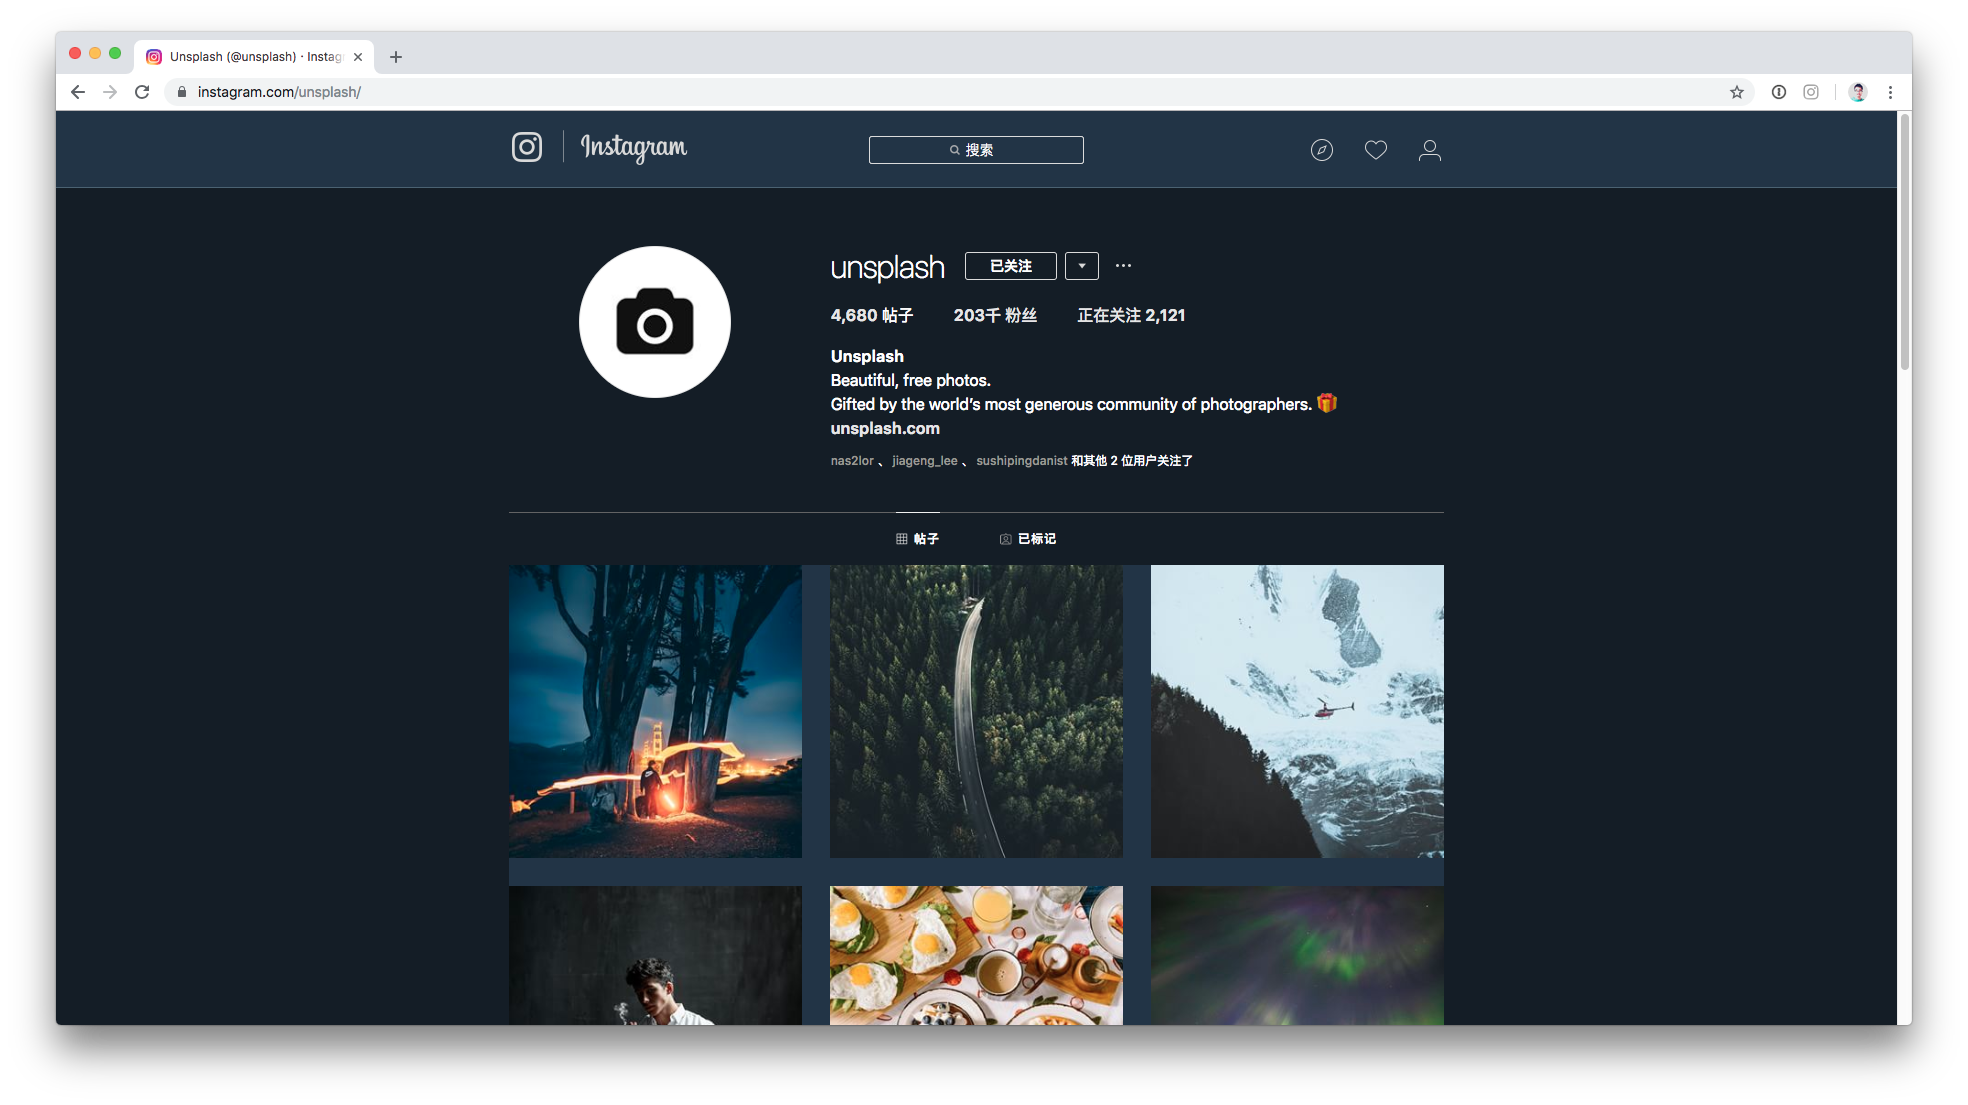 Unsplash (@unsplash) · Instag
instagram.com/unsplash/
Instagram
搜索
unsplash 已关注
4,680 帖子 203千 粉丝 正在关注 2,121
Unsplash
Beautiful, free photos.
Gifted by the world’s most generous community of photographers. 🎁
unsplash.com
nas2lor 、 jiageng_lee 、 sushipingdanist 和其他 2 位用户关注了
帖子 已标记